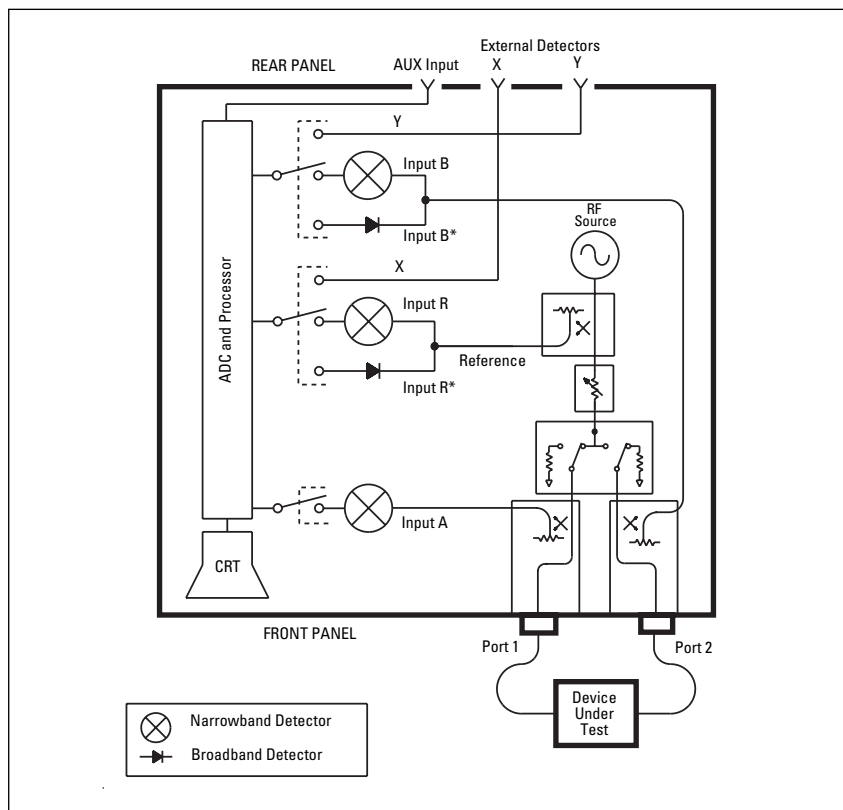 External Detectors
REAR PANEL
AUX Input
X
Y
Y
Input B
Input B*
RF
Source
X
Input R
Reference
Input R*
ADC and Processor
Input A
CRT
FRONT PANEL
Port 1
Port 2
Device
Under
Test
Narrowband Detector
Broadband Detector